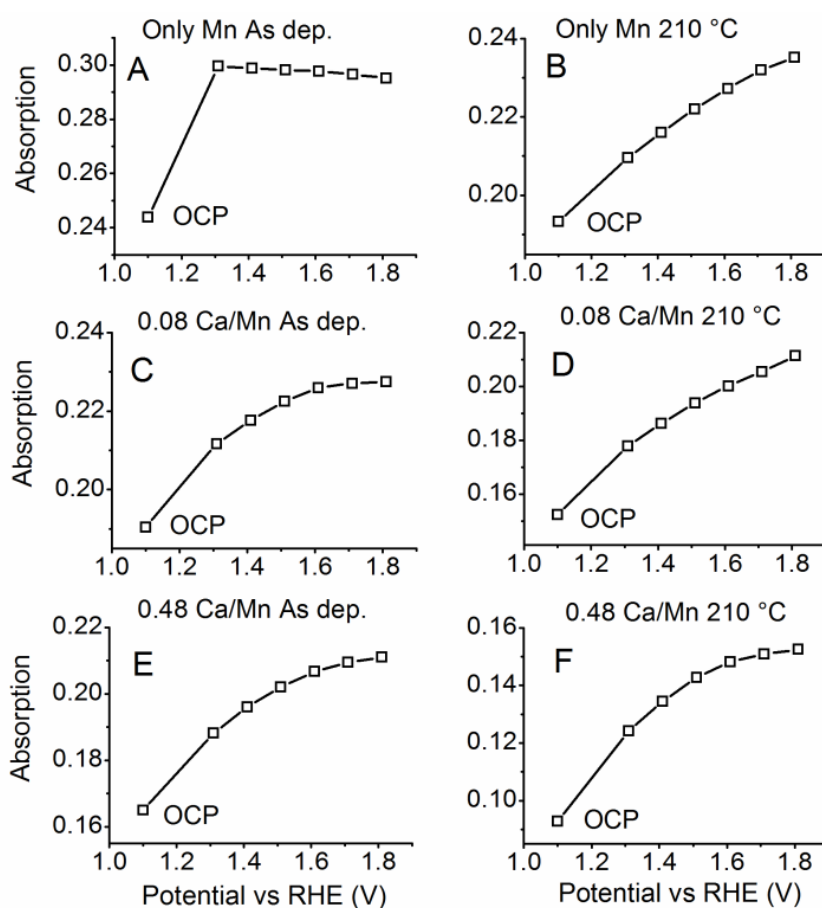 Only Mn As dep.
A
Absorption
0.30
0.28
0.26
0.24
OCP
1.0 1.2 1.4 1.6 1.8
Only Mn 210 °C
B
0.24
0.22
0.20
OCP
1.0 1.2 1.4 1.6 1.8
0.08 Ca/Mn As dep.
C
Absorption
0.24
0.22
0.20
OCP
1.0 1.2 1.4 1.6 1.8
0.08 Ca/Mn 210 °C
D
0.22
0.20
0.18
0.16
OCP
1.0 1.2 1.4 1.6 1.8
0.48 Ca/Mn As dep.
E
Absorption
0.22
0.20
0.18
0.16
OCP
1.0 1.2 1.4 1.6 1.8
Potential vs RHE (V)
0.48 Ca/Mn 210 °C
F
0.16
0.14
0.12
0.10
OCP
1.0 1.2 1.4 1.6 1.8
Potential vs RHE (V)